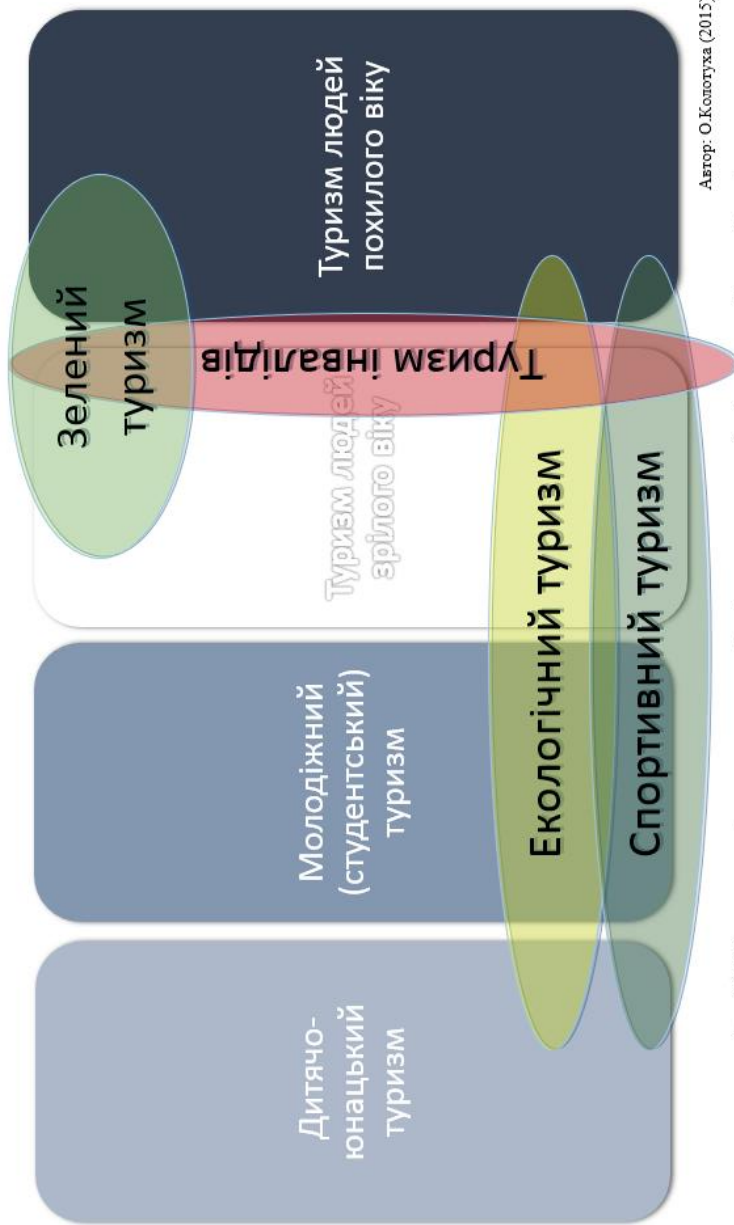 Дитячо-
юнацький
туризм
Молодіжний
(студентський)
туризм
Туризм людей
зрілого віку
Туризм людей
похилого віку
Зелений
туризм
Туризм інвалідів
Екологічний туризм
Спортивний туризм
Автор: О.Колотуха (2015)